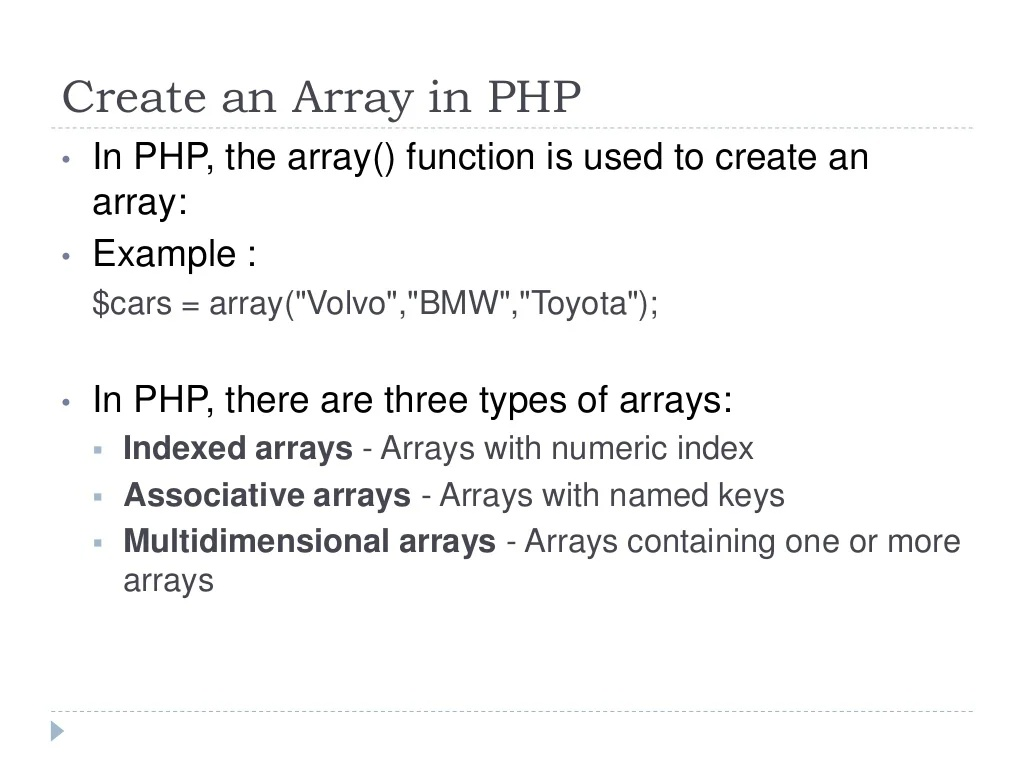 Create an Array in PHP
• In PHP, the array() function is used to create an
array:
• Example :
$cars = array("Volvo","BMW","Toyota");
• In PHP, there are three types of arrays:
▪ Indexed arrays - Arrays with numeric index
▪ Associative arrays - Arrays with named keys
▪ Multidimensional arrays - Arrays containing one or more
arrays